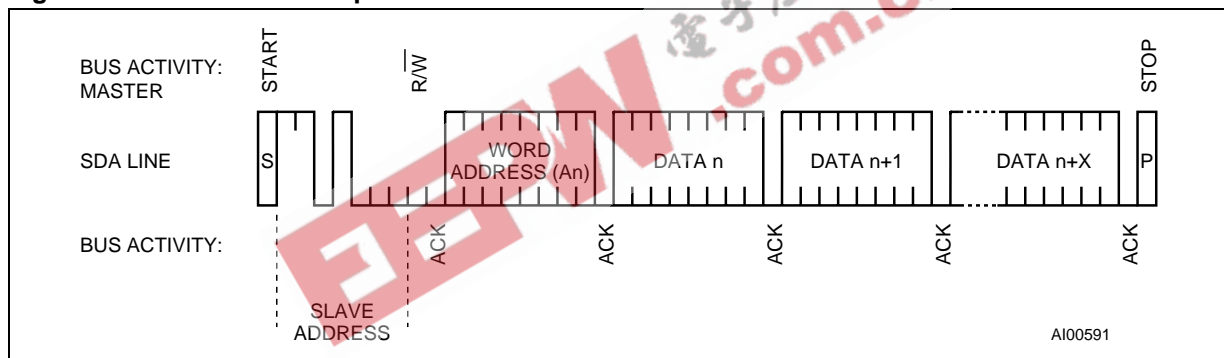 START
R/W
STOP
BUS ACTIVITY:
MASTER
SDA LINE
S
WORD
ADDRESS (An)
DATA n
DATA n+1
DATA n+X
P
BUS ACTIVITY:
ACK
ACK
ACK
ACK
ACK
SLAVE
ADDRESS
AI00591
EEPW
.com.c